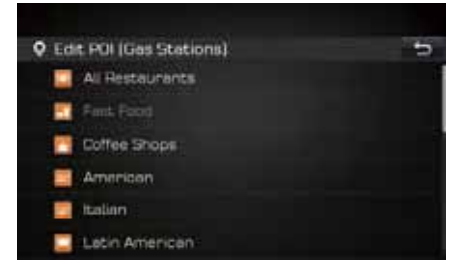 Edit POI (Gas Stations)
All Restaurants
Fast Food
Coffee Shops
American
Italian
Latin American